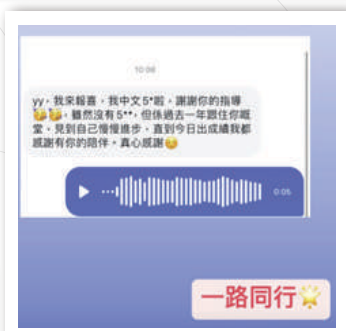 10:08
yy，我來報喜，我中文5*啦，謝謝你的指導
🥳🥳，雖然沒有5**，但係過去一年跟住你嘅
堂，見到自己慢慢進步，直到今日出成績我都
感謝有你的陪伴，真心感謝😊
0:05
一路同行🌟